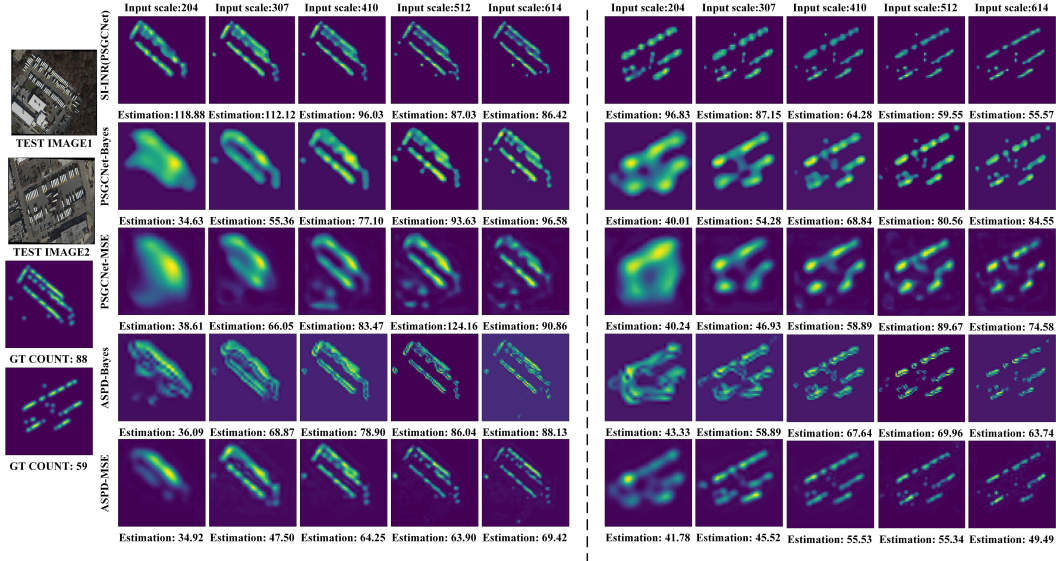 Input scale:204 Input scale:307 Input scale:410 Input scale:512 Input scale:614 Input scale:204 Input scale:307 Input scale:410 Input scale:512 Input scale:614
SI-INR(PSGCNet)
Estimation:118.88 Estimation:112.12 Estimation: 96.03 Estimation: 87.03 Estimation: 86.42 Estimation: 96.83 Estimation: 87.15 Estimation: 64.28 Estimation: 59.55 Estimation: 55.57
TEST IMAGE1
PSGCNet-Bayes
Estimation: 34.63 Estimation: 55.36 Estimation: 77.10 Estimation: 93.63 Estimation: 96.58 Estimation: 40.01 Estimation: 54.28 Estimation: 68.84 Estimation: 80.56 Estimation: 84.55
TEST IMAGE2
PSGCNet-MSE
Estimation: 38.61 Estimation: 66.05 Estimation: 83.47 Estimation:124.16 Estimation: 90.86 Estimation: 40.24 Estimation: 46.93 Estimation: 58.89 Estimation: 89.67 Estimation: 74.58
GT COUNT: 88
ASPD-Bayes
Estimation: 36.09 Estimation: 68.87 Estimation: 78.90 Estimation: 86.04 Estimation: 88.13 Estimation: 43.33 Estimation: 58.89 Estimation: 67.64 Estimation: 69.96 Estimation: 63.74
GT COUNT: 59
ASPD-MSE
Estimation: 34.92 Estimation: 47.50 Estimation: 64.25 Estimation: 63.90 Estimation: 69.42 Estimation: 41.78 Estimation: 45.52 Estimation: 55.53 Estimation: 55.34 Estimation: 49.49